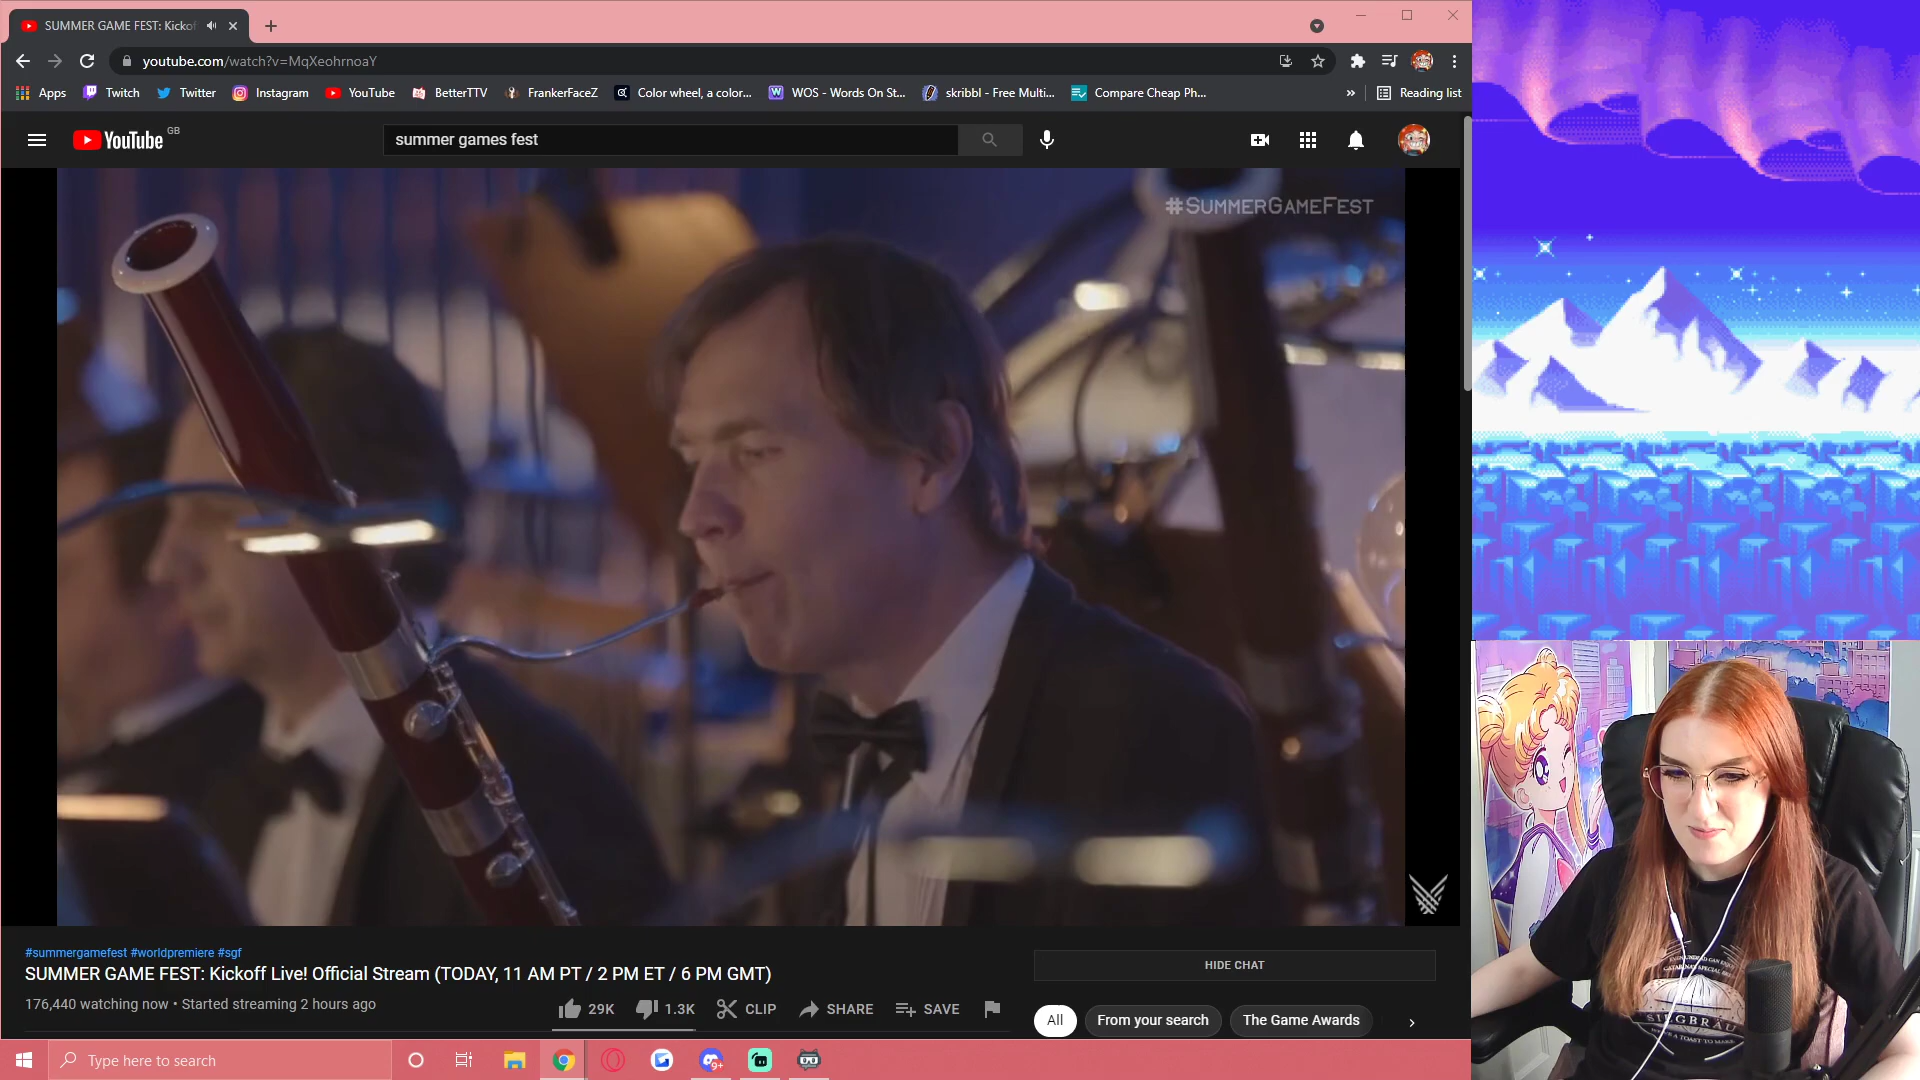 SUMMER GAME FEST: Kicko
youtube.com/watch?v=MqXeohrnoaY
Apps
Twitch
Twitter
Instagram
YouTube
BetterTTV
FrankerFaceZ
Color wheel, a color...
WOS - Words On St...
skribbl - Free Multi...
Compare Cheap Ph...
»
Reading list
YouTube GB
summer games fest
#SUMMERGAMEFEST
#summergamefest #worldpremiere #sgf
SUMMER GAME FEST: Kickoff Live! Official Stream (TODAY, 11 AM PT / 2 PM ET / 6 PM GMT)
176,440 watching now • Started streaming 2 hours ago
29K
1.3K
CLIP
SHARE
SAVE
HIDE CHAT
All
From your search
The Game Awards
Type here to search
9+